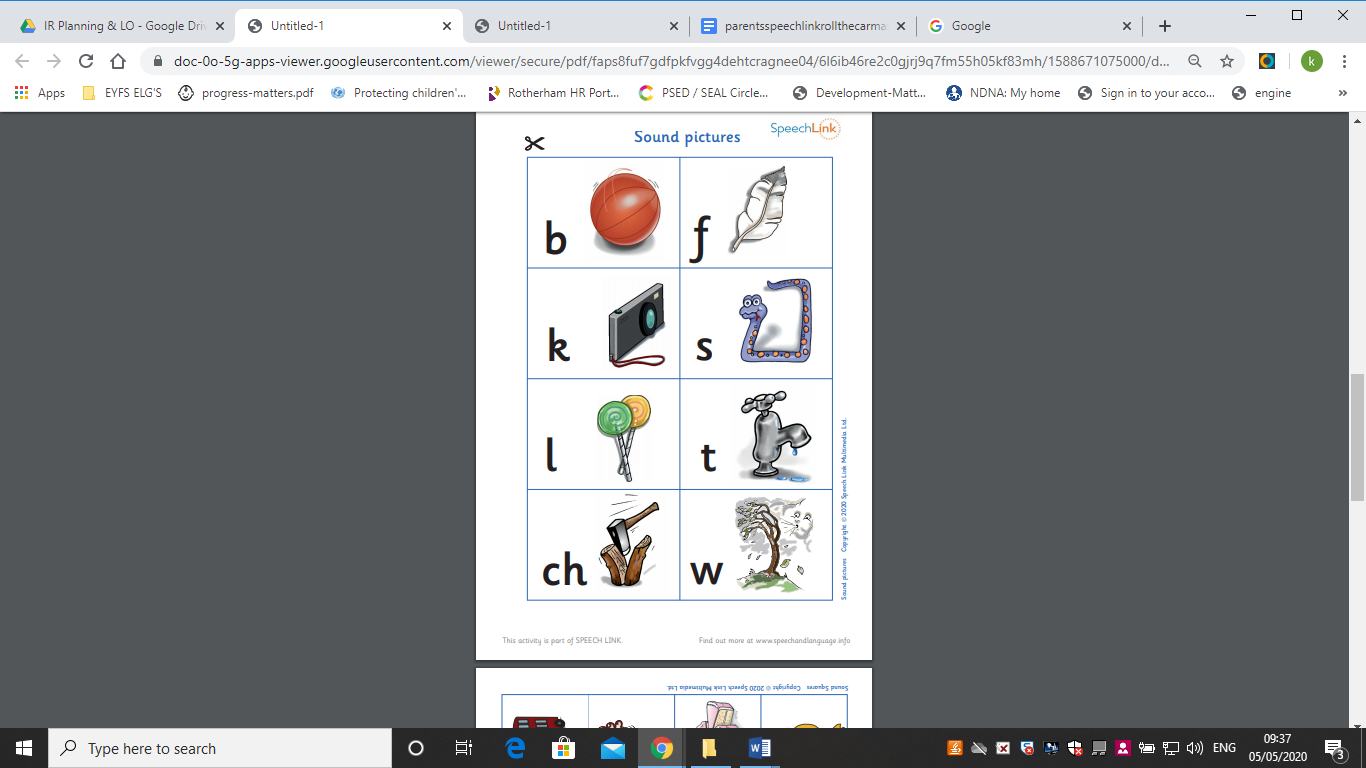 IR Planning & LO - Google Driv
Untitled-1
Untitled-1
parentsspeechlinkrollthecarma
Google
doc-0o-5g-apps-viewer.googleusercontent.com/viewer/secure/pdf/faps8fuf7gdfpkfvgg4dehtcragnee04/6l6ib46re2c0gjrj9q7fm55h05kf83mh/1588671075000/d...
k
Apps
EYFS ELG'S
progress-matters.pdf
Protecting children'...
Rotherham HR Port...
PSED / SEAL Circle...
Development-Matt...
NDNA: My home
Sign in to your acco...
engine
»
SpeechLink
Sound pictures
b
f
k
s
l
t
ch
w
Sound pictures Copyright © 2020 Speech Link Multimedia Ltd.
This activity is part of SPEECH LINK.
Find out more at www.speechandlanguage.info
Sound Squares Copyright © 2020 Speech Link Multimedia Ltd.
Type here to search
ENG
09:37
05/05/2020
3